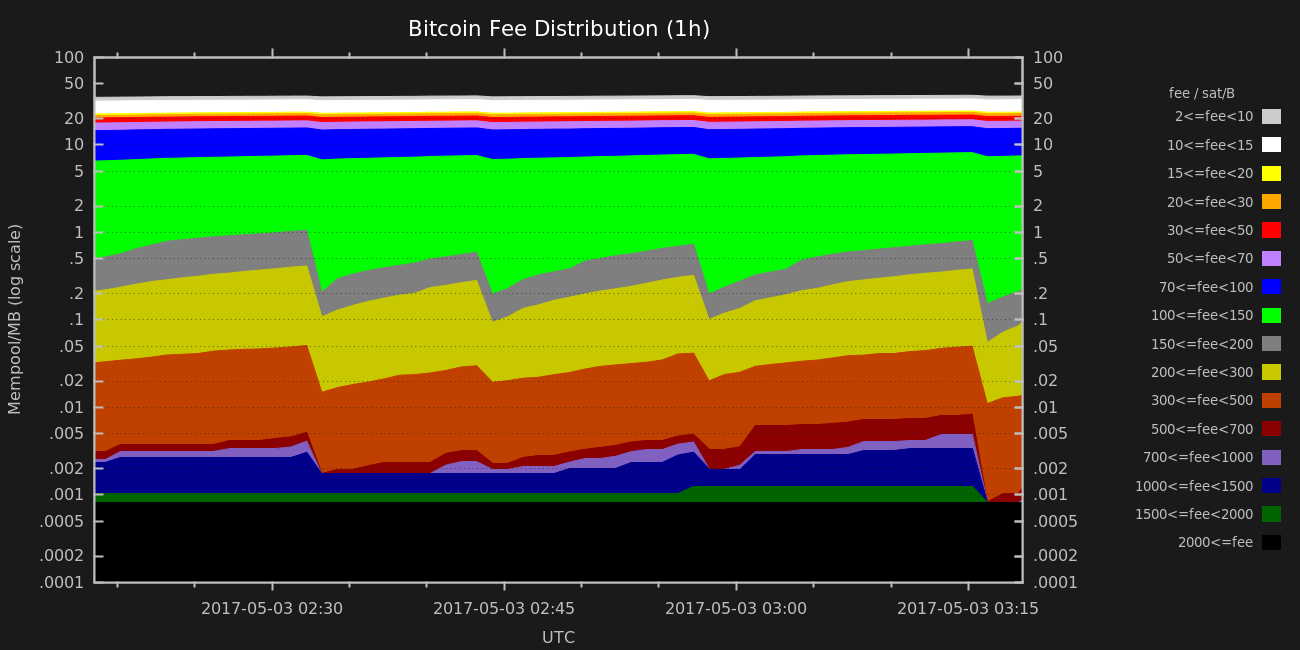 Bitcoin Fee Distribution (1h)
Mempool/MB (log scale)
100
50
20
10
5
2
1
.5
.2
.1
.05
.02
.01
.005
.002
.001
.0005
.0002
.0001
100
50
20
10
5
2
1
.5
.2
.1
.05
.02
.01
.005
.002
.001
.0005
.0002
.0001
2017-05-03 02:30
2017-05-03 02:45
2017-05-03 03:00
2017-05-03 03:15
UTC
fee / sat/B
2<=fee<10
10<=fee<15
15<=fee<20
20<=fee<30
30<=fee<50
50<=fee<70
70<=fee<100
100<=fee<150
150<=fee<200
200<=fee<300
300<=fee<500
500<=fee<700
700<=fee<1000
1000<=fee<1500
1500<=fee<2000
2000<=fee